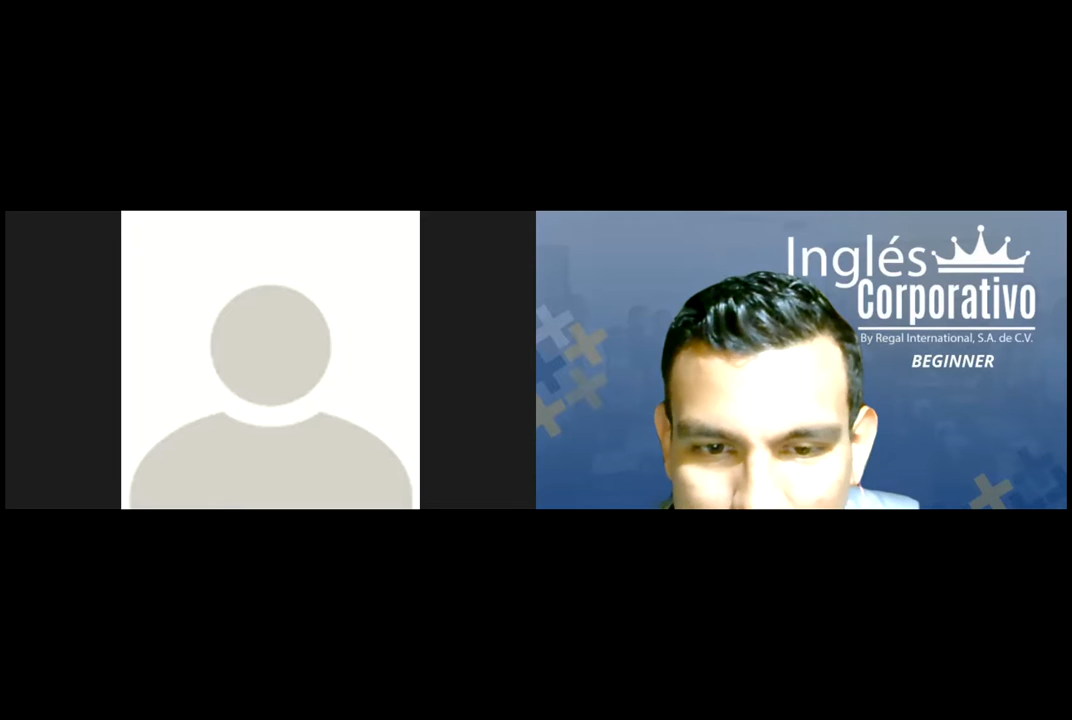 Inglés
Corporativo
By Regal International, S.A. de C.V.
BEGINNER